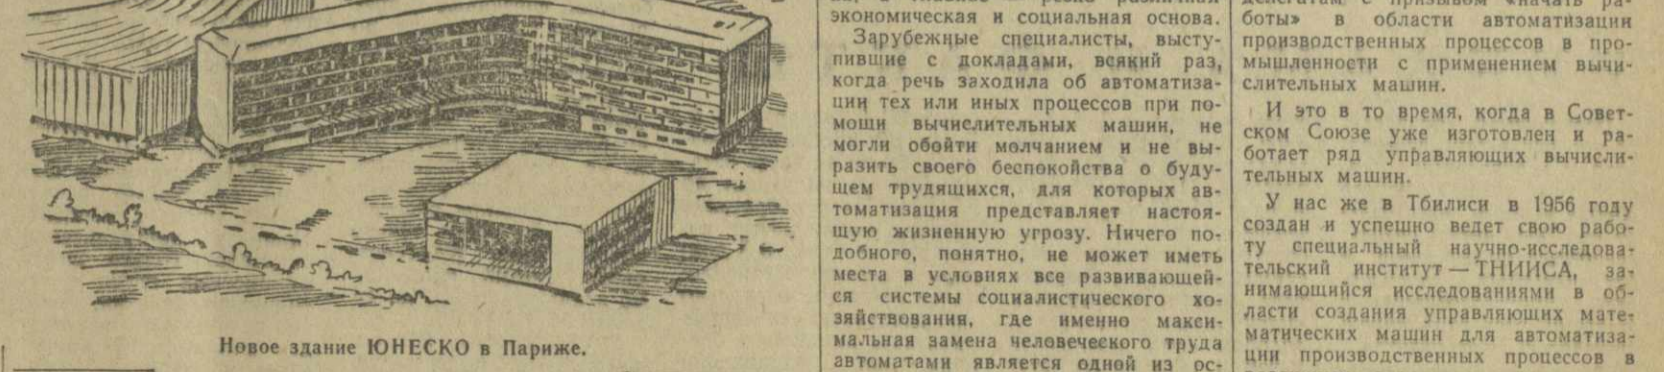 Новое здание ЮНЕСКО в Париже.
экономическая и социальная основа.
Зарубежные специалисты, высту-
пившие с докладами, всякий раз,
когда речь заходила об автоматиза-
ции тех или иных процессов при по-
мощи вычислительных машин, не
могли обойти молчанием и не вы-
разить своего беспокойства о буду-
щем трудящихся, для которых ав-
томатизация представляет настоя-
щую жизненную угрозу. Ничего по-
добного, понятно, не может иметь
места в условиях все развивающей-
ся системы социалистического хо-
зяйствования, где именно макси-
мальная замена человеческого труда
автоматами является одной из ос-
делегатам с призывом «начать ра-
боты» в области автоматизации
производственных процессов в про-
мышленности с применением вычи-
слительных машин.
И это в то время, когда в Совет-
ском Союзе уже изготовлен и ра-
ботает ряд управляющих вычисли-
тельных машин.
У нас же в Тбилиси в 1956 году
создан и успешно ведет свою рабо-
ту специальный научно-исследова-
тельский институт — ТНИИСА, за-
нимающийся исследованиями в об-
ласти создания управляющих мате-
матических машин для автоматиза-
ции производственных процессов в